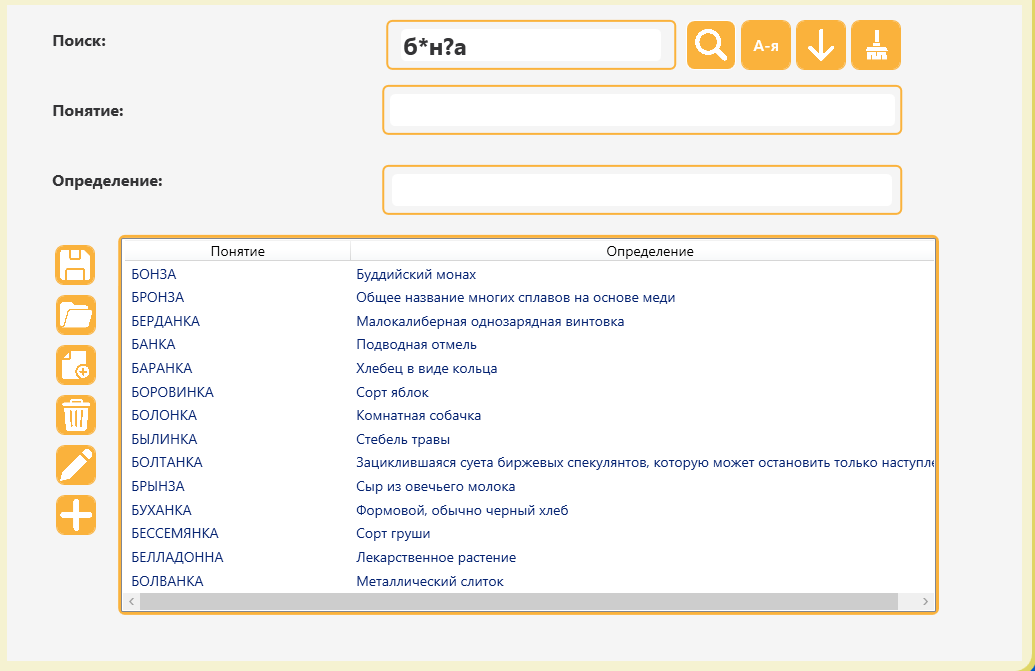 Поиск:
б*н?а
А-я
Понятие:
Определение:
Понятие Определение
БОНЗА Буддийский монах
БРОНЗА Общее название многих сплавов на основе меди
БЕРДАНКА Малокалиберная однозарядная винтовка
БАНКА Подводная отмель
БАРАНКА Хлебец в виде кольца
БОРОВИНКА Сорт яблок
БОЛОНКА Комнатная собачка
БЫЛИНКА Стебель травы
БОЛТАНКА Зациклившаяся суета биржевых спекулянтов, которую может остановить только наступле
БРЫНЗА Сыр из овечьего молока
БУХАНКА Формовой, обычно черный хлеб
БЕССЕМЯНКА Сорт груши
БЕЛЛАДОННА Лекарственное растение
БОЛВАНКА Металлический слиток